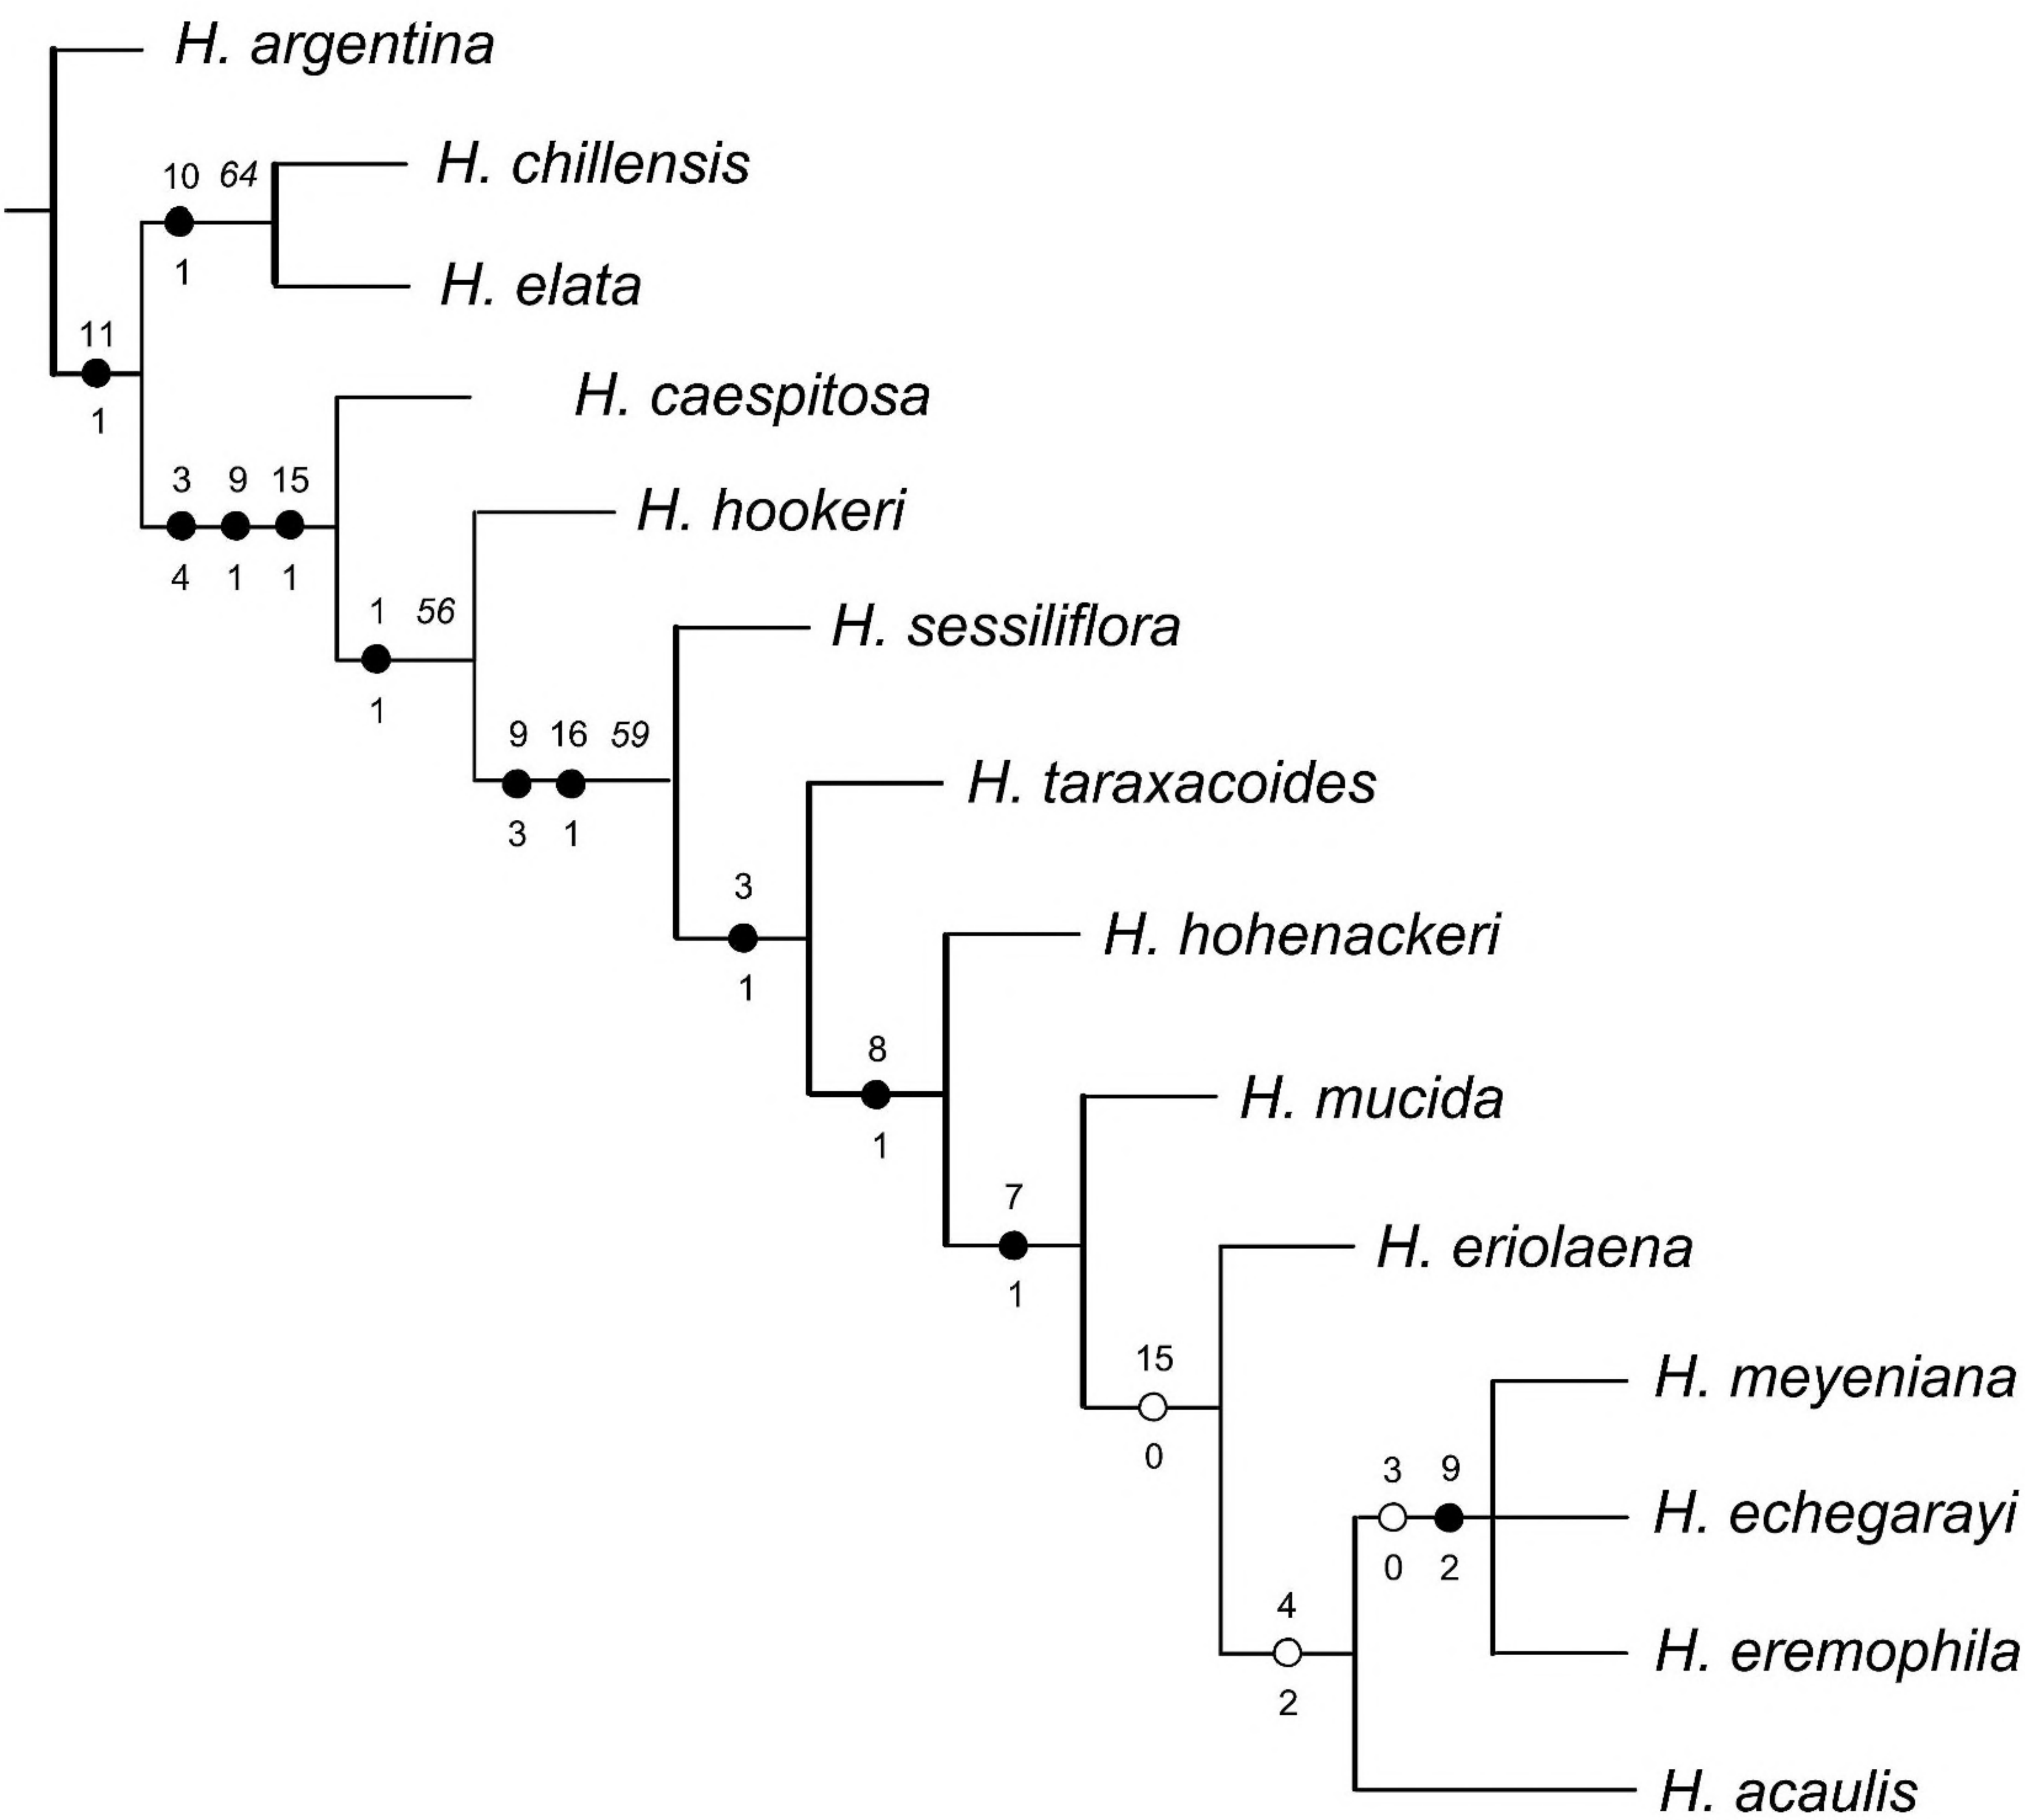 H. argentina
H. chillensis
10 64
1
H. elata
11
1
H. caespitosa
3 9 15
4 1 1
H. hookeri
1 56
1
H. sessiliflora
9 16 59
3 1
H. taraxacoides
3
1
H. hohenackeri
8
1
H. mucida
7
1
H. eriolaena
15
0
H. meyeniana
3 9
H. echegarayi
0 2
4
H. eremophila
2
H. acaulis